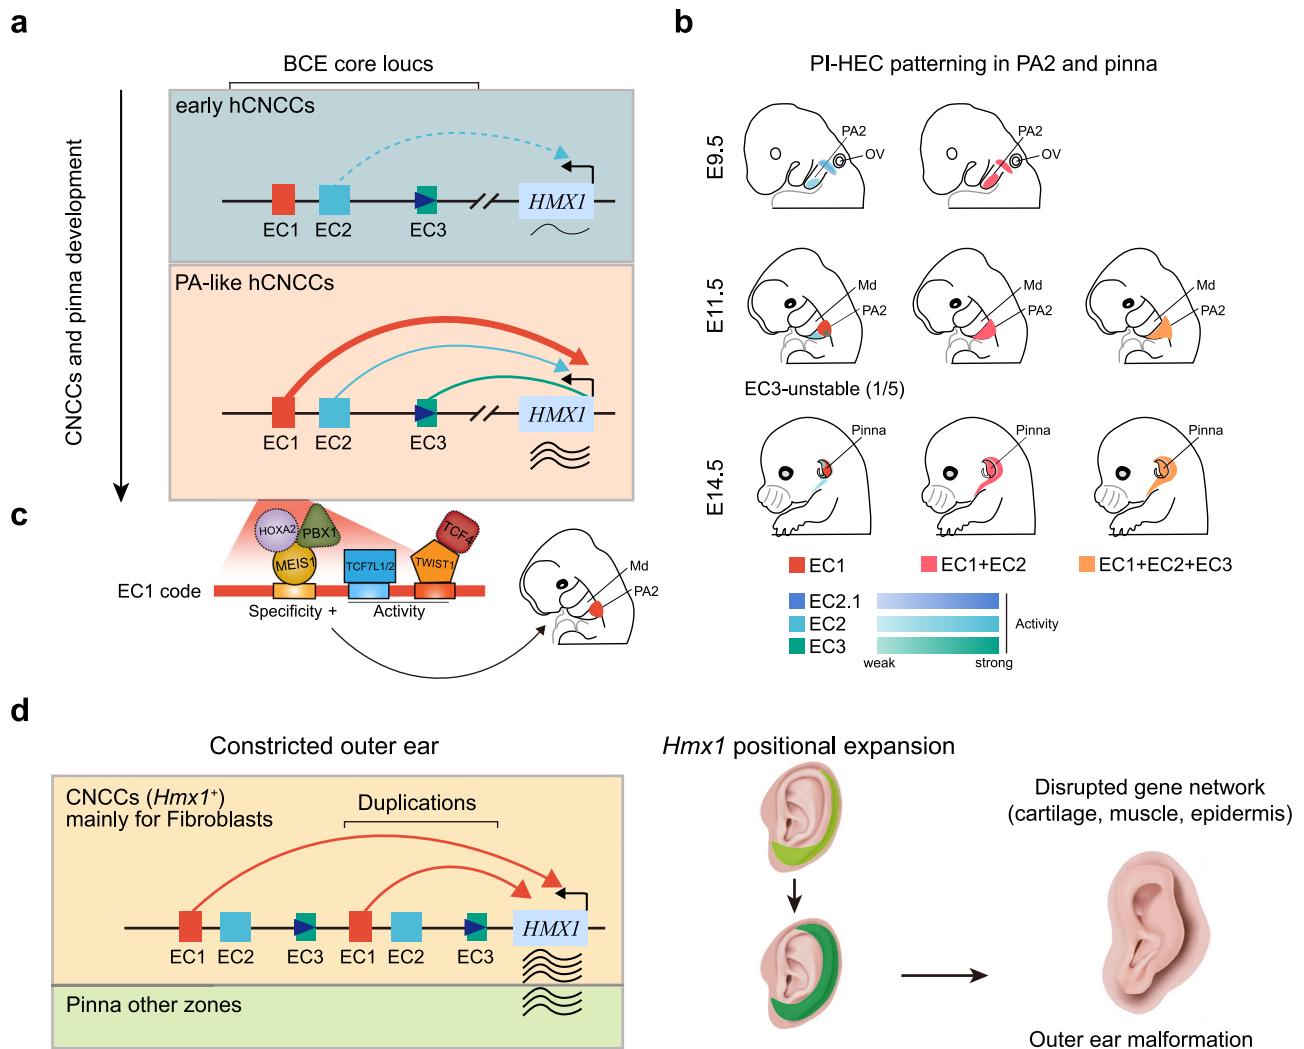 a
BCE core loucs
CNCCs and pinna development
early hCNCCs
EC1 EC2 EC3 HMX1
PA-like hCNCCs
EC1 EC2 EC3 HMX1
b
PI-HEC patterning in PA2 and pinna
E9.5
PA2
OV
PA2
OV
E11.5
Md
PA2
Md
PA2
Md
PA2
EC3-unstable (1/5)
E14.5
Pinna
Pinna
Pinna
EC1
EC1+EC2
EC1+EC2+EC3
EC2.1
EC2
EC3
Activity
weak strong
c
HOXA2 PBX1
MEIS1
TCF7L1/2
TCF4
TWIST1
EC1 code
Specificity + Activity
Md
PA2
d
Constricted outer ear
CNCCs (Hmx1+)
mainly for Fibroblasts
Duplications
EC1 EC2 EC3 EC1 EC2 EC3 HMX1
Pinna other zones
Hmx1 positional expansion
Disrupted gene network
(cartilage, muscle, epidermis)
Outer ear malformation